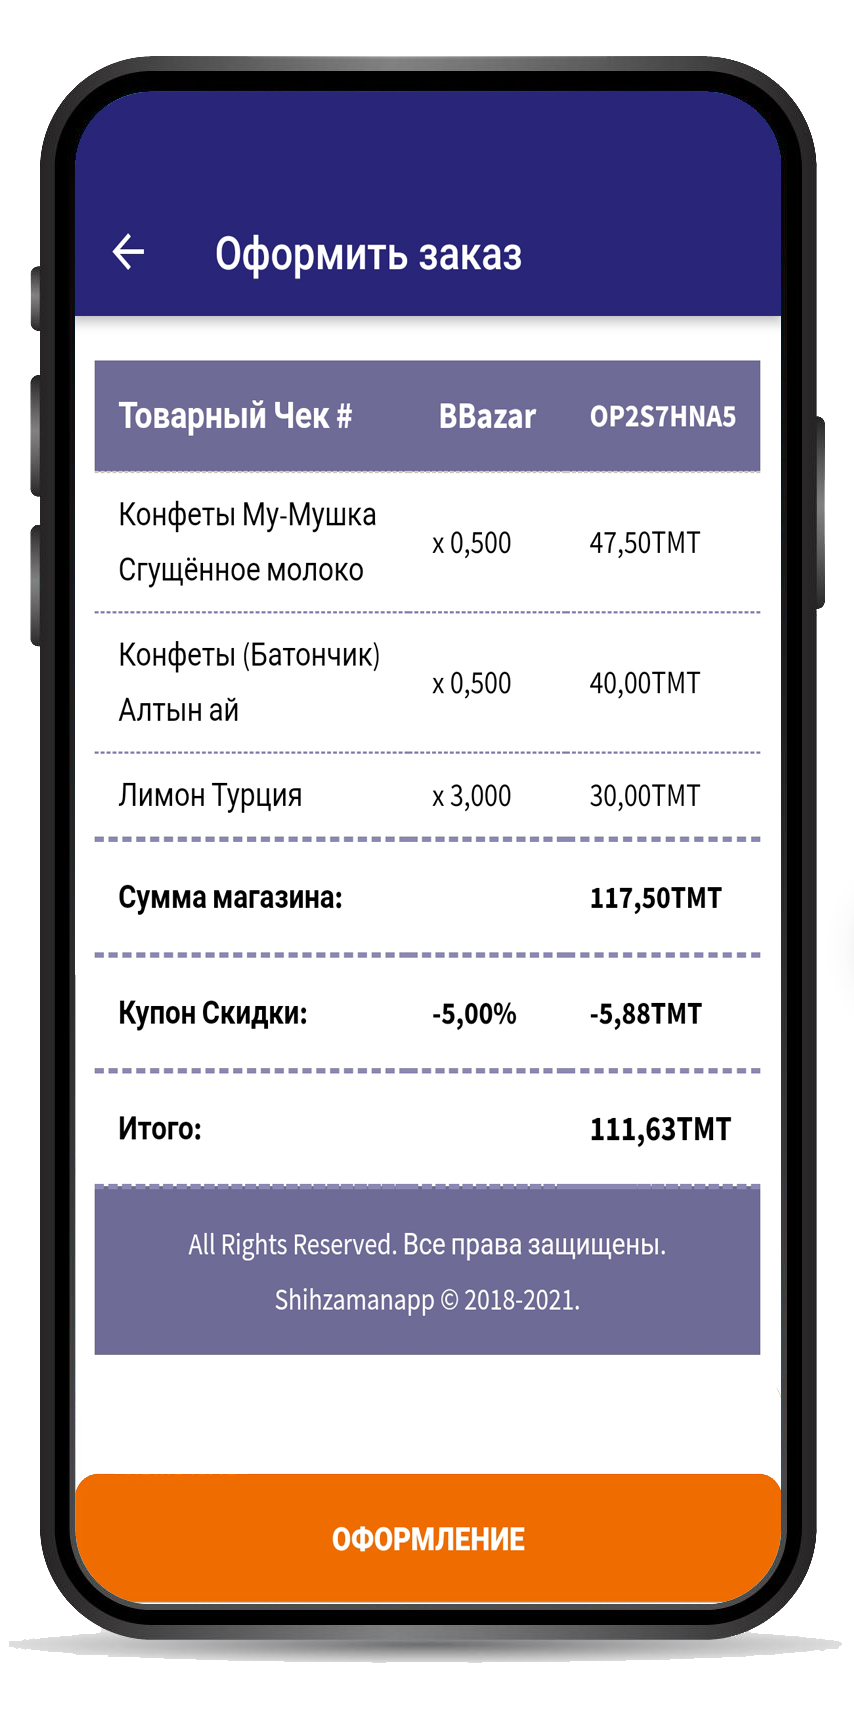 Оформить заказ
Товарный Чек # BBazar OP2S7HNA5
Конфеты Му-Мушка
Сгущённое молоко
x 0,500 47,50TMT
Конфеты (Батончик)
Алтын ай
x 0,500 40,00TMT
Лимон Турция x 3,000 30,00TMT
Сумма магазина: 117,50TMT
Купон Скидки: -5,00% -5,88TMT
Итого: 111,63TMT
All Rights Reserved. Все права защищены.
Shihzamanapp © 2018-2021.
ОФОРМЛЕНИЕ